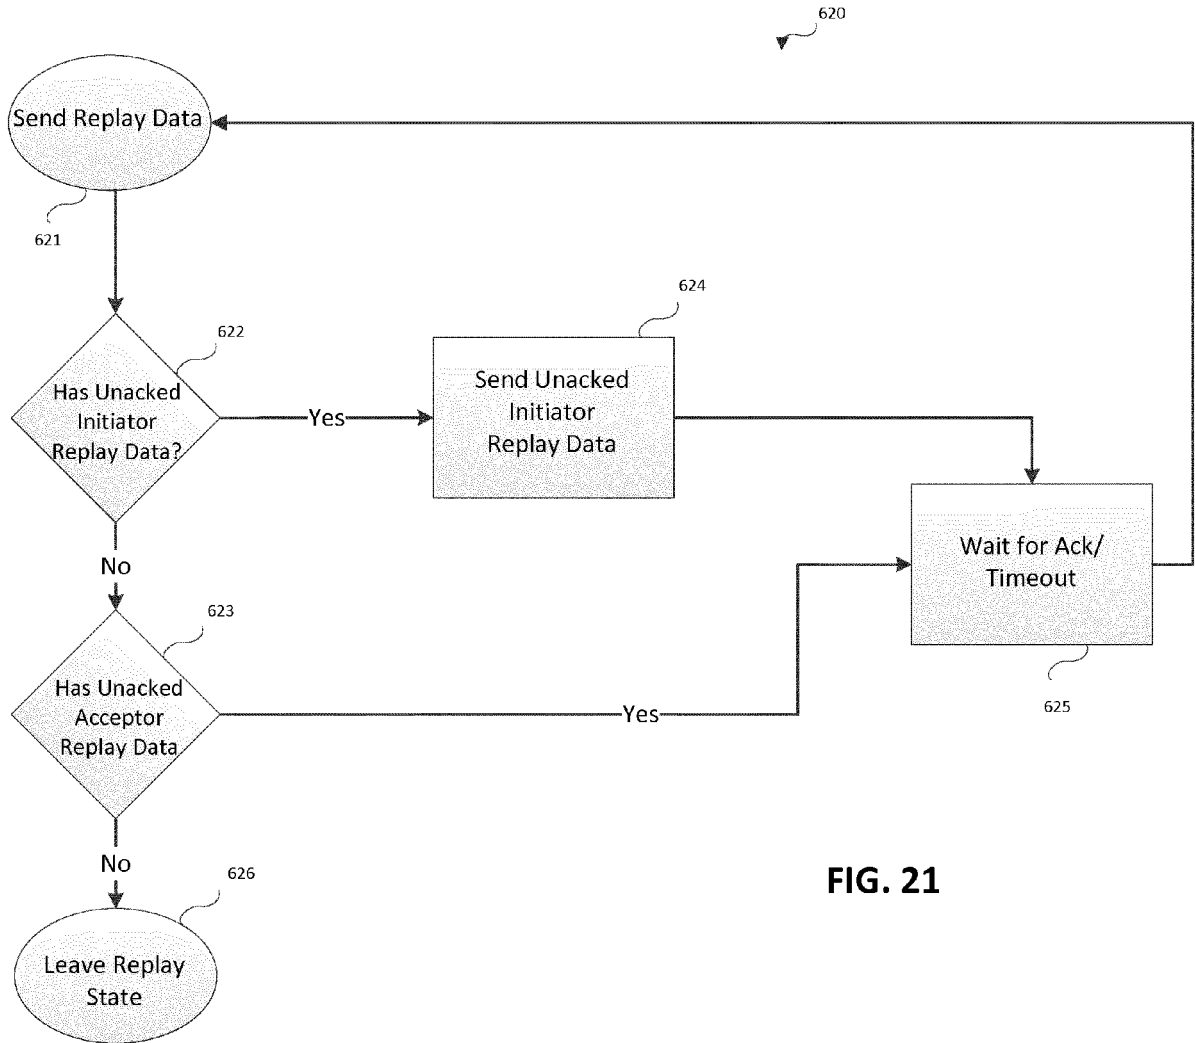 620
Send Replay Data
621
622
Has Unacked
Initiator
Replay Data?
Yes
624
Send Unacked
Initiator
Replay Data
No
Wait for Ack/
Timeout
625
623
Has Unacked
Acceptor
Replay Data
Yes
No
626
Leave Replay
State
FIG. 21